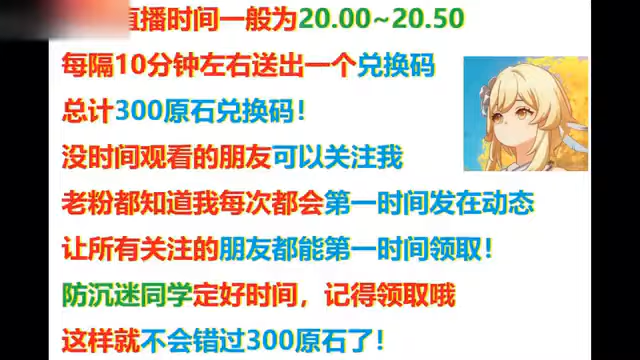 直播时间一般为20.00~20.50
每隔10分钟左右送出一个兑换码
总计300原石兑换码！
没时间观看的朋友可以关注我
老粉都知道我每次都会第一时间发在动态
让所有关注的朋友都能第一时间领取！
防沉迷同学定好时间，记得领取哦
这样就不会错过300原石了！